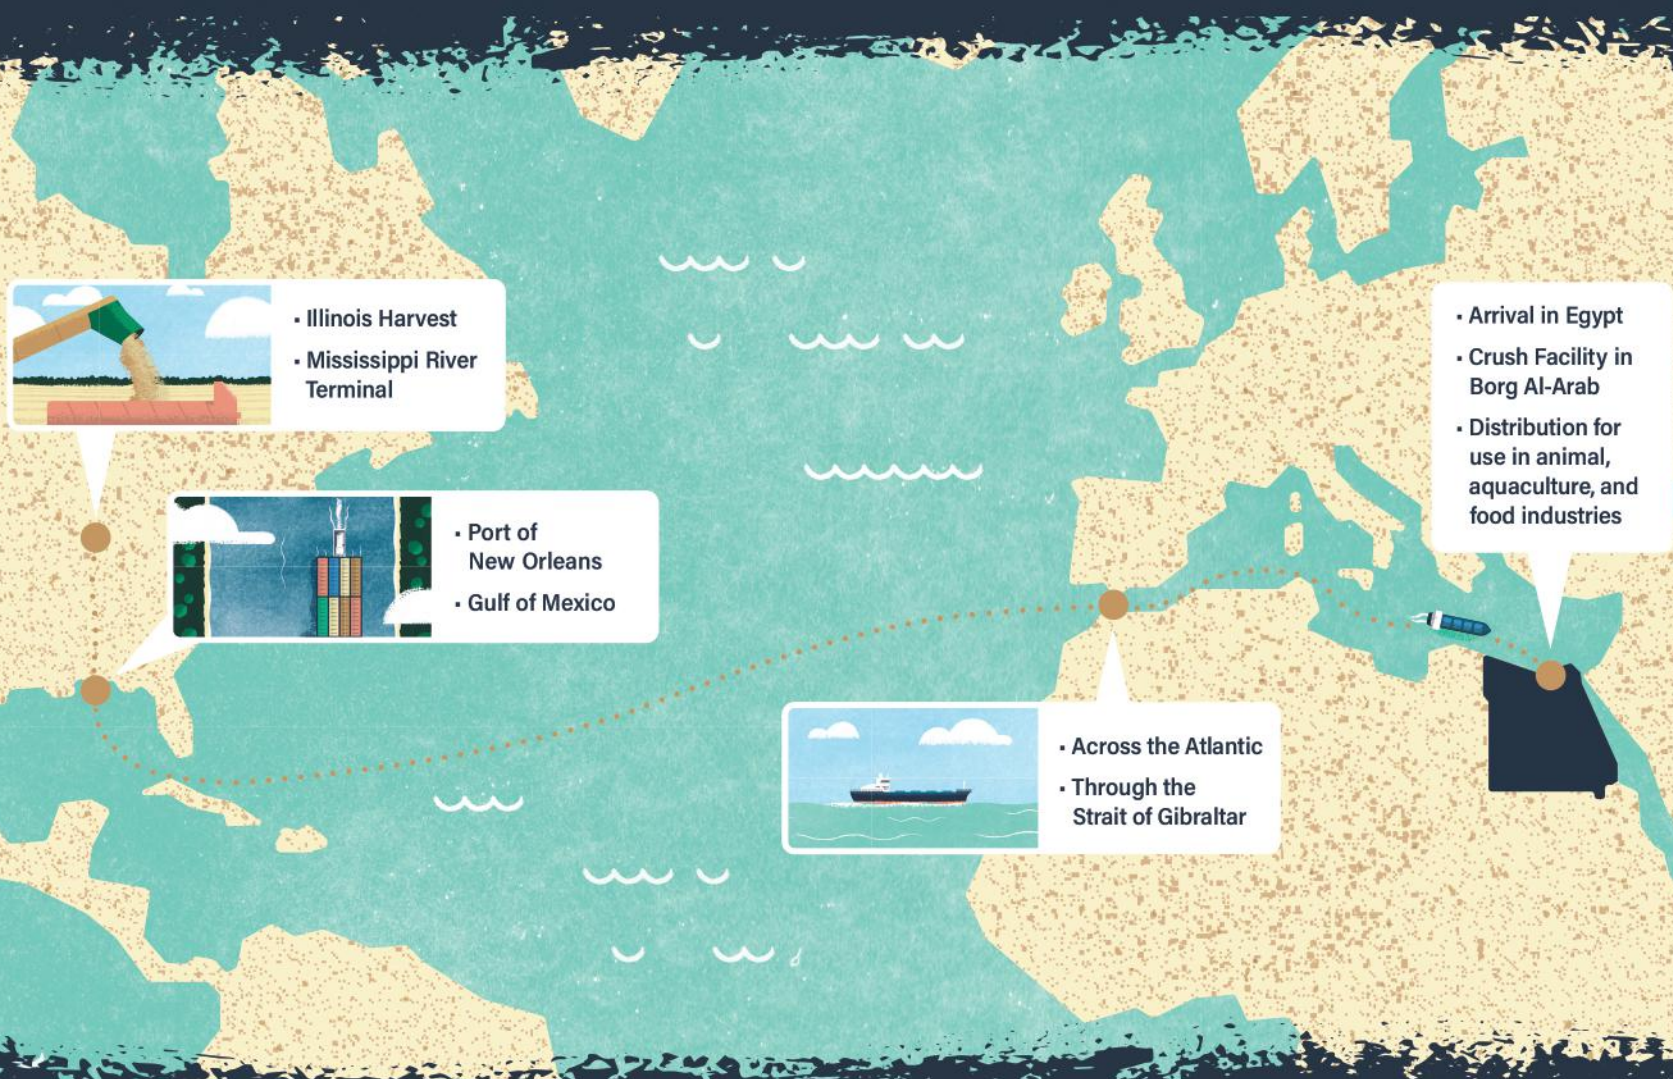 ▪ Illinois Harvest
▪ Mississippi River
Terminal
▪ Port of
New Orleans
▪ Gulf of Mexico
▪ Across the Atlantic
▪ Through the
Strait of Gibraltar
▪ Arrival in Egypt
▪ Crush Facility in
Borg Al-Arab
▪ Distribution for
use in animal,
aquaculture, and
food industries